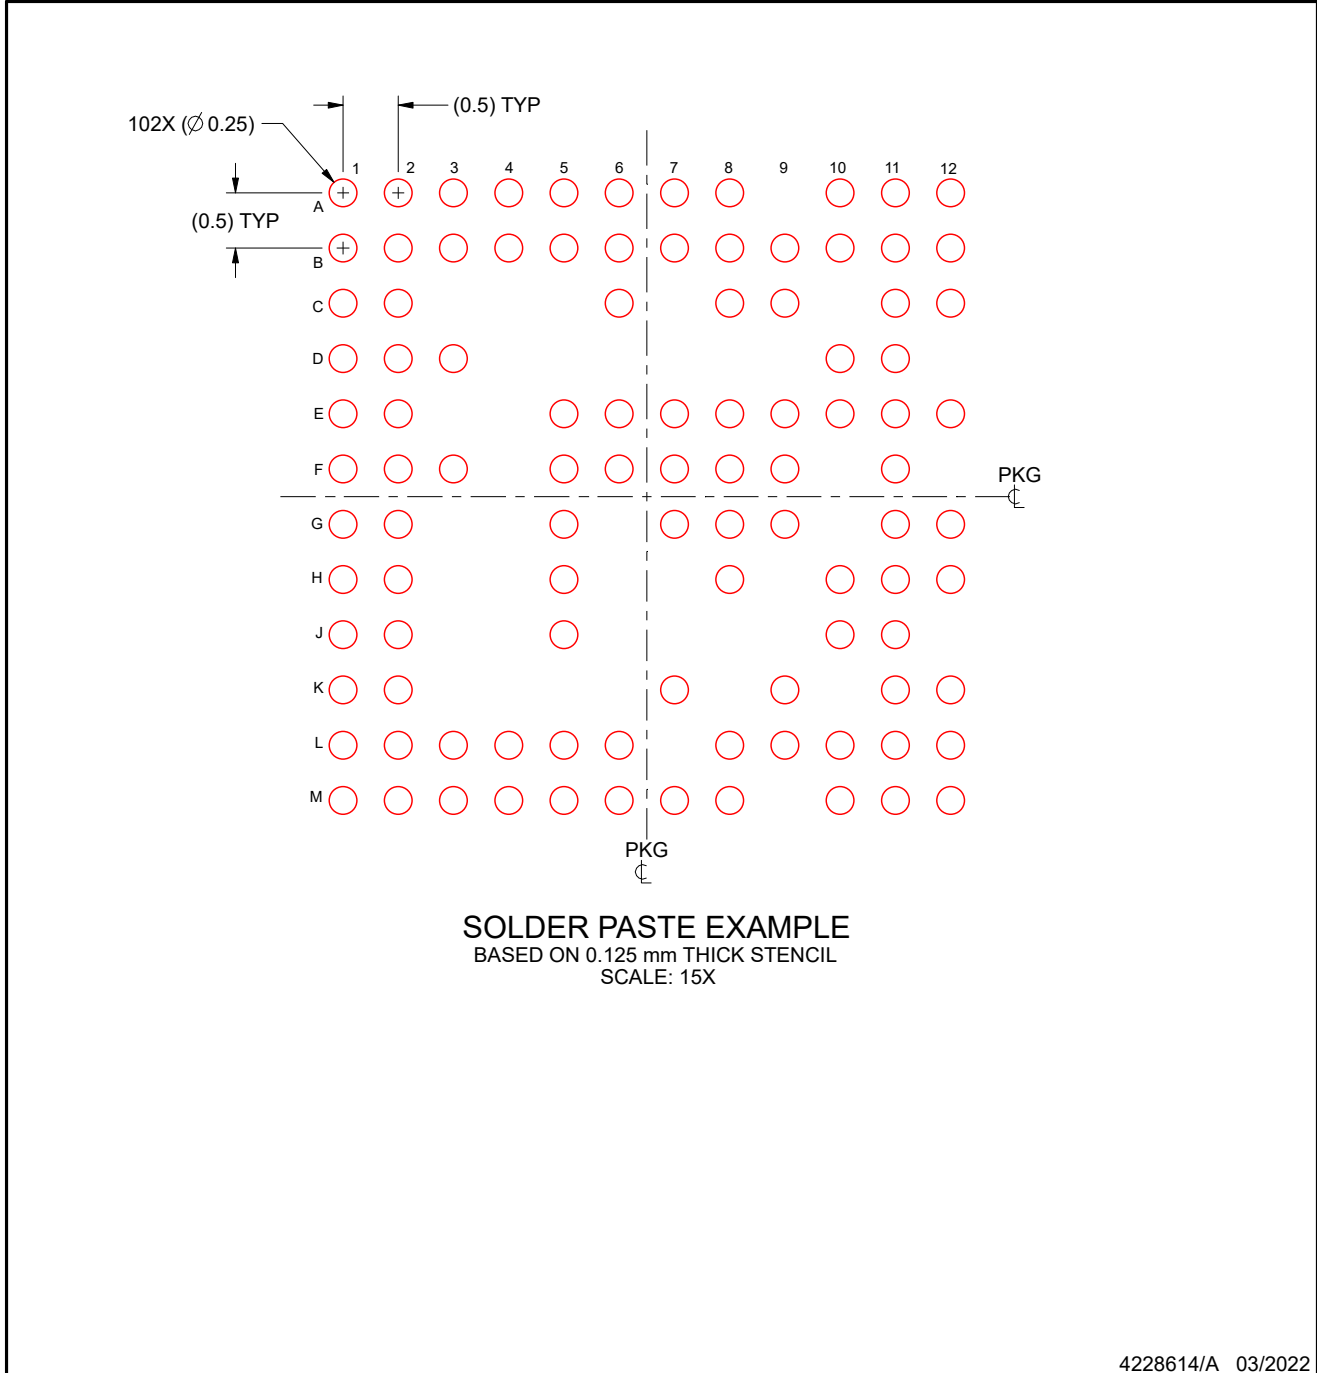 (0.5) TYP
102X (∅ 0.25)
1 2 3 4 5 6 7 8 9 10 11 12
A
(0.5) TYP
B
C
D
E
F
PKG
℄
G
H
J
K
L
M
PKG
℄
SOLDER PASTE EXAMPLE
BASED ON 0.125 mm THICK STENCIL
SCALE: 15X
4228614/A 03/2022